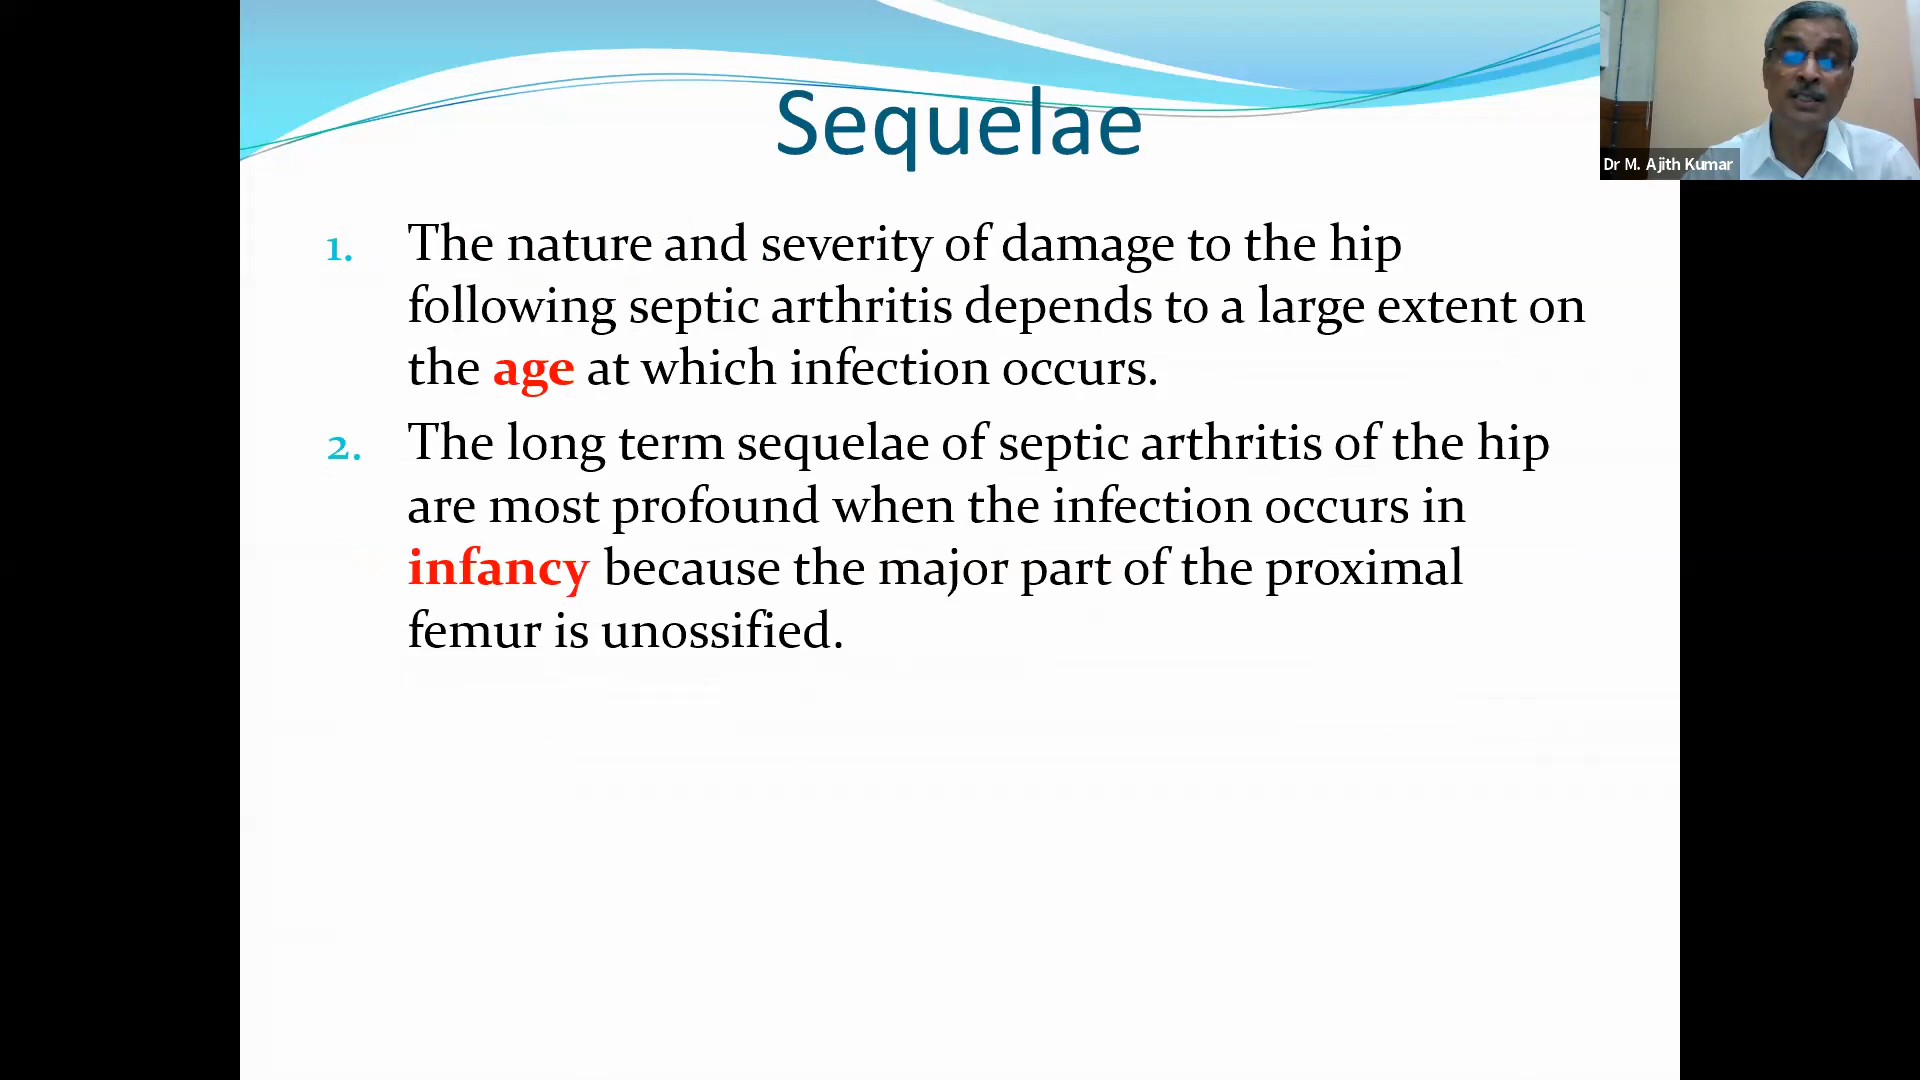 Sequelae
Dr M. Ajith Kumar
1. The nature and severity of damage to the hip
following septic arthritis depends to a large extent on
the age at which infection occurs.
2. The long term sequelae of septic arthritis of the hip
are most profound when the infection occurs in
infancy because the major part of the proximal
femur is unossified.